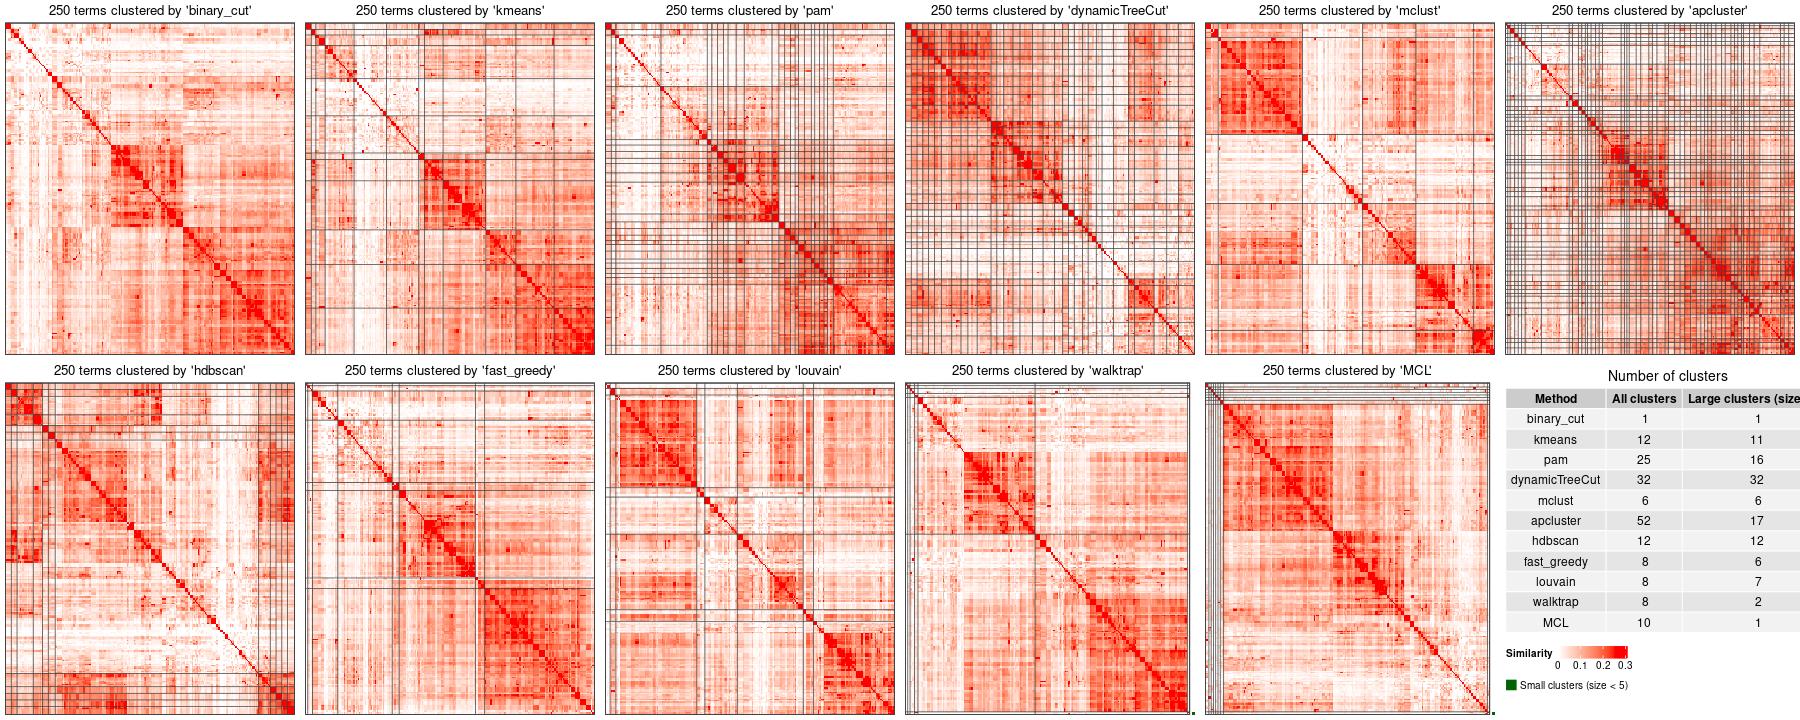 250 terms clustered by 'binary_cut'
250 terms clustered by 'kmeans'
250 terms clustered by 'pam'
250 terms clustered by 'dynamicTreeCut'
250 terms clustered by 'mclust'
250 terms clustered by 'apcluster'
250 terms clustered by 'hdbscan'
250 terms clustered by 'fast_greedy'
250 terms clustered by 'louvain'
250 terms clustered by 'walktrap'
250 terms clustered by 'MCL'
Number of clusters
Method All clusters Large clusters (size
binary_cut 1 1
kmeans 12 11
pam 25 16
dynamicTreeCut 32 32
mclust 6 6
apcluster 52 17
hdbscan 12 12
fast_greedy 8 6
louvain 8 7
walktrap 8 2
MCL 10 1
Similarity
0 0.1 0.2 0.3
Small clusters (size < 5)